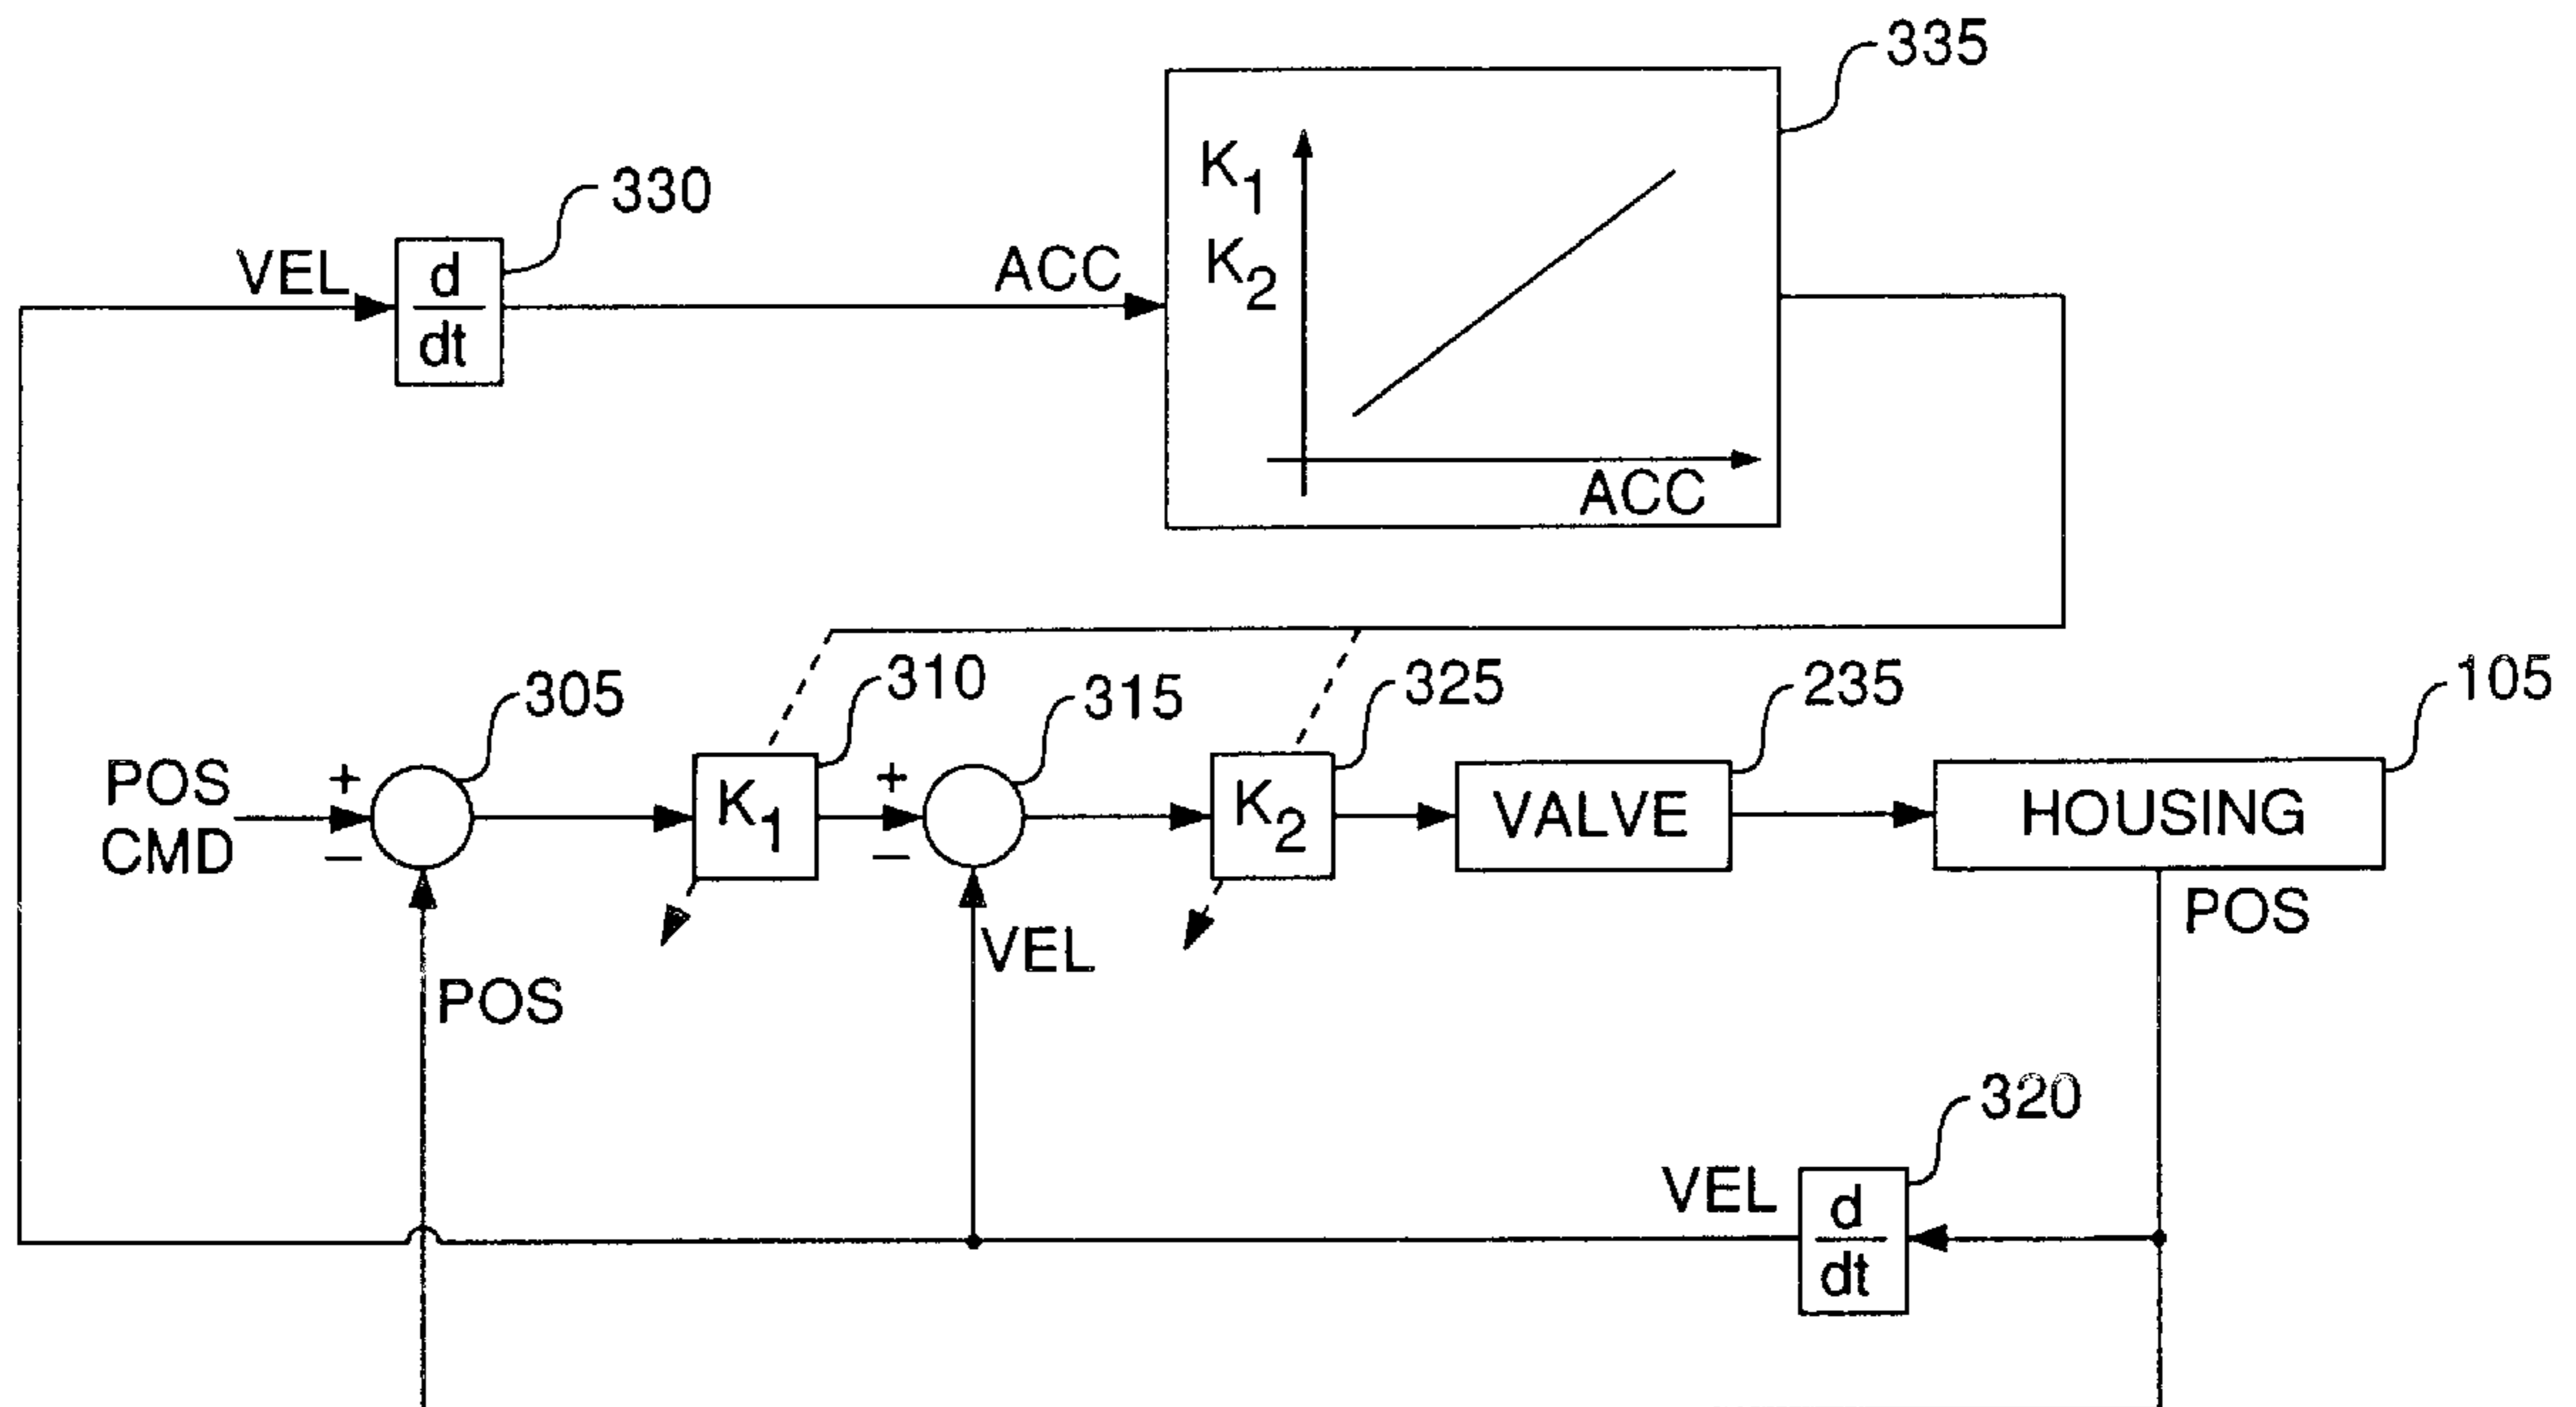 335
K1
K2
ACC
330
VEL
d
dt
ACC
305
310
315
325
235
105
POS
CMD
+
−
K1
+
−
K2
VALVE
HOUSING
POS
VEL
POS
320
VEL
d
dt